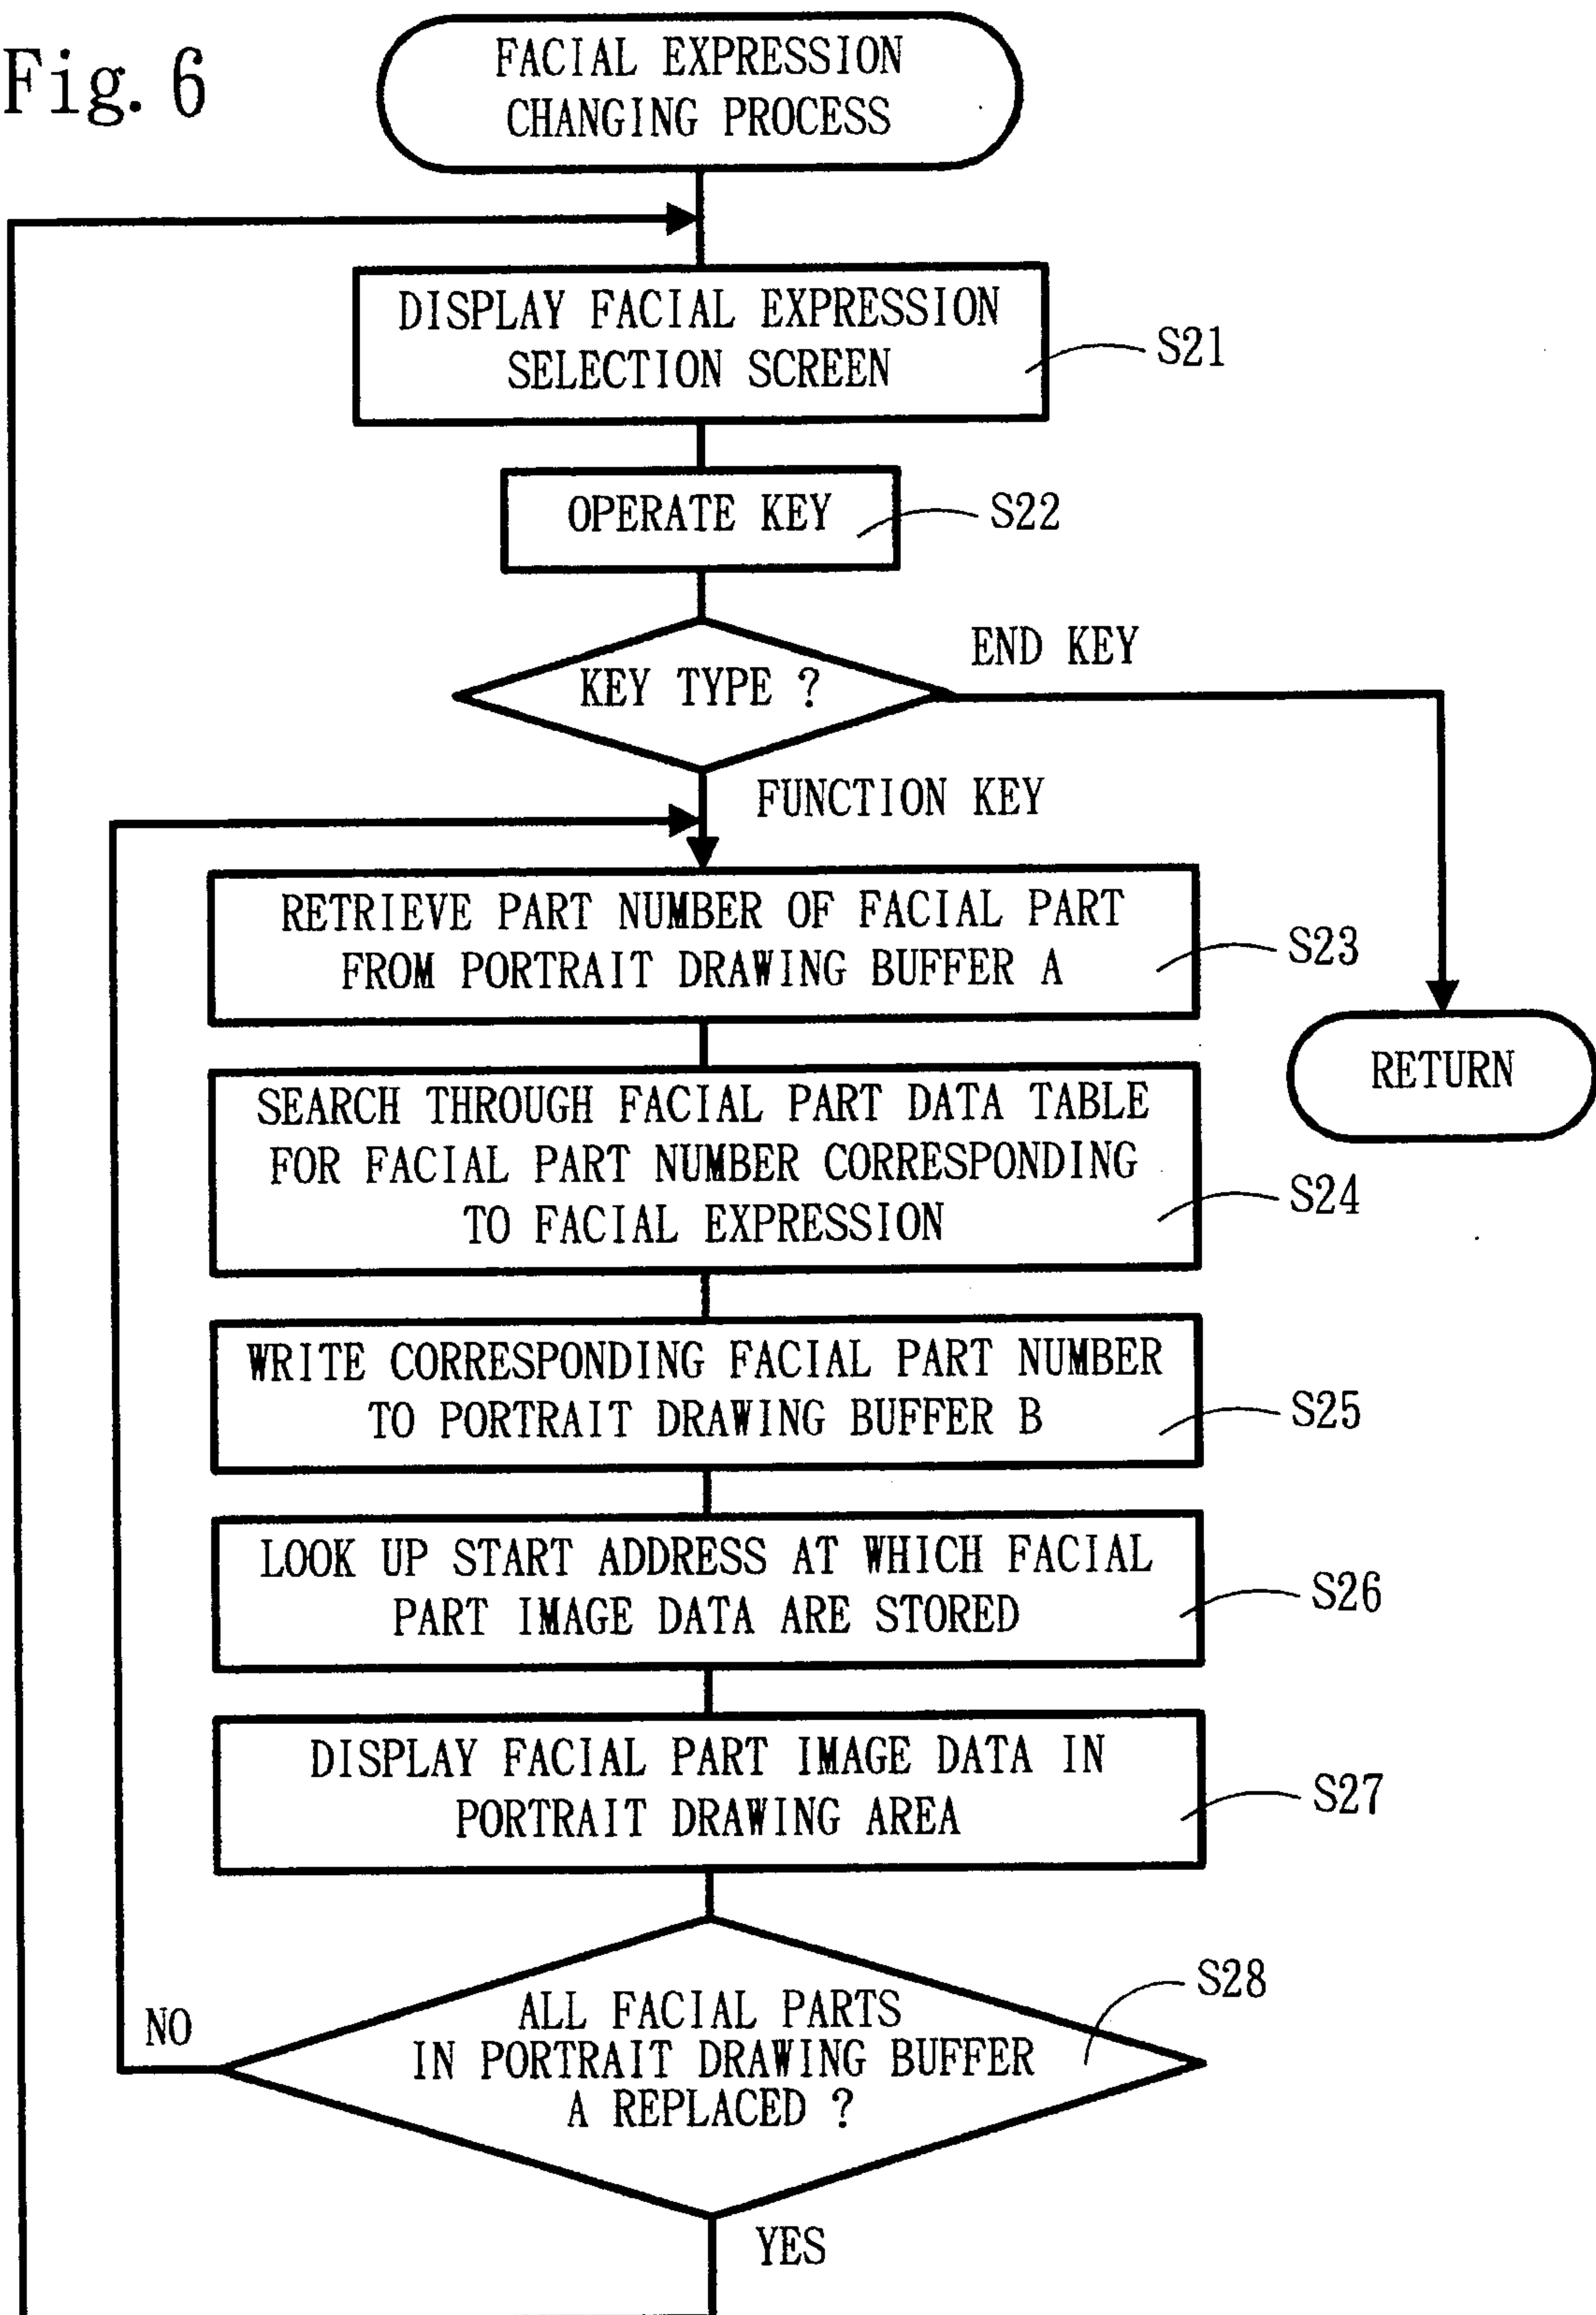 Fig. 6
FACIAL EXPRESSION
CHANGING PROCESS
DISPLAY FACIAL EXPRESSION
SELECTION SCREEN
S21
OPERATE KEY
S22
KEY TYPE ?
END KEY
FUNCTION KEY
RETRIEVE PART NUMBER OF FACIAL PART
FROM PORTRAIT DRAWING BUFFER A
S23
RETURN
SEARCH THROUGH FACIAL PART DATA TABLE
FOR FACIAL PART NUMBER CORRESPONDING
TO FACIAL EXPRESSION
S24
WRITE CORRESPONDING FACIAL PART NUMBER
TO PORTRAIT DRAWING BUFFER B
S25
LOOK UP START ADDRESS AT WHICH FACIAL
PART IMAGE DATA ARE STORED
S26
DISPLAY FACIAL PART IMAGE DATA IN
PORTRAIT DRAWING AREA
S27
ALL FACIAL PARTS
IN PORTRAIT DRAWING BUFFER
A REPLACED ?
S28
NO
YES